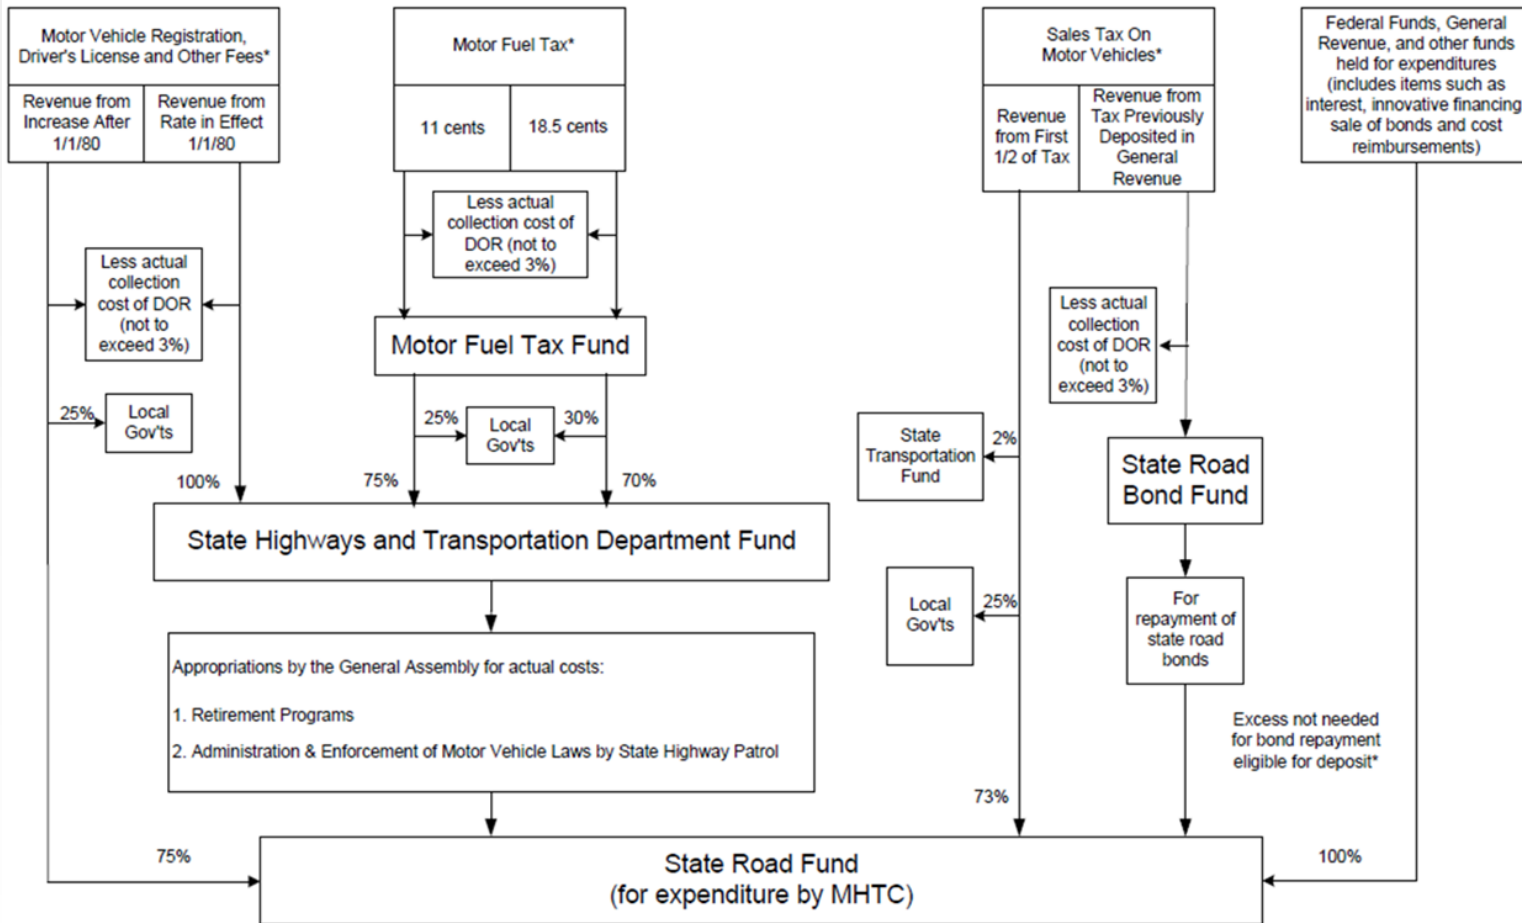 Motor Vehicle Registration,
Driver's License and Other Fees*
Revenue from
Increase After
1/1/80
Revenue from
Rate in Effect
1/1/80
Less actual
collection
cost of DOR
(not to
exceed 3%)
25%
Local
Gov'ts
100%
Motor Fuel Tax*
11 cents
18.5 cents
Less actual
collection cost of
DOR (not to
exceed 3%)
Motor Fuel Tax Fund
25%
Local
Gov'ts
30%
75%
70%
State Highways and Transportation Department Fund
Appropriations by the General Assembly for actual costs:
1. Retirement Programs
2. Administration & Enforcement of Motor Vehicle Laws by State Highway Patrol
Sales Tax On
Motor Vehicles*
Revenue
from First
1/2 of Tax
Revenue from
Tax Previously
Deposited in
General
Revenue
Less actual
collection
cost of DOR
(not to
exceed 3%)
State
Transportation
Fund
2%
State Road
Bond Fund
Local
Gov'ts
25%
For
repayment of
state road
bonds
Excess not needed
for bond repayment
eligible for deposit*
73%
Federal Funds, General
Revenue, and other funds
held for expenditures
(includes items such as
interest, innovative financing
sale of bonds and cost
reimbursements)
75%
State Road Fund
(for expenditure by MHTC)
100%